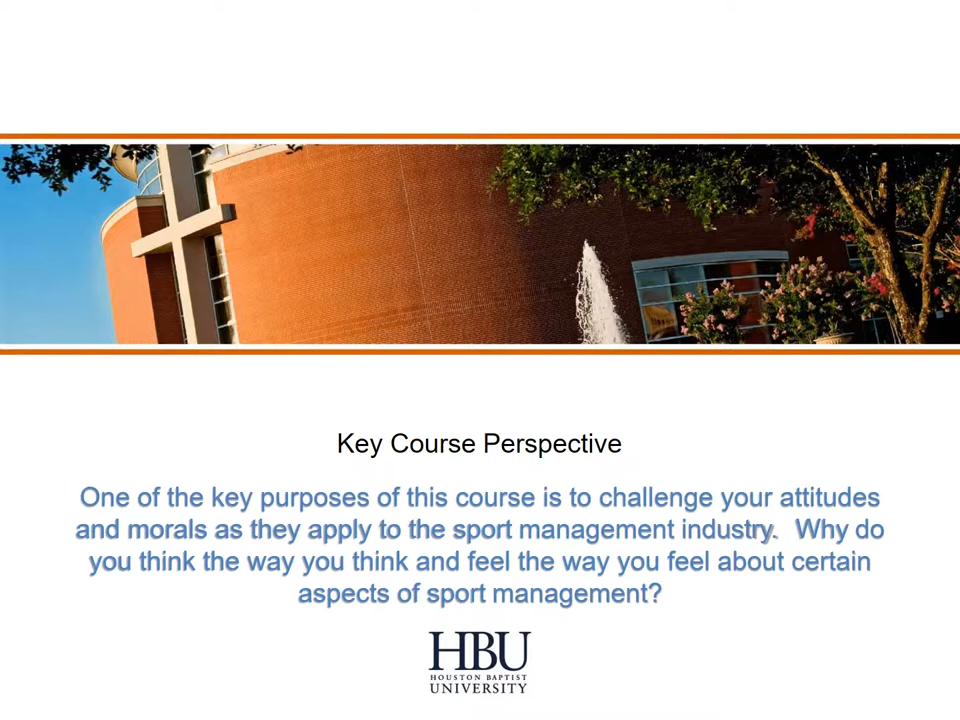 Key Course Perspective
One of the key purposes of this course is to challenge your attitudes
and morals as they apply to the sport management industry.  Why do
you think the way you think and feel the way you feel about certain
aspects of sport management?
HBU
HOUSTON BAPTIST
UNIVERSITY